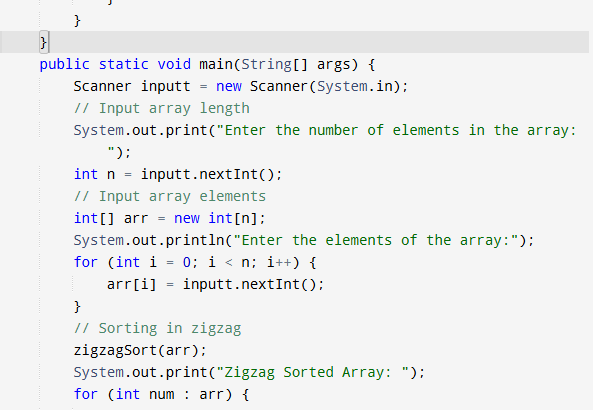 }
}
public static void main(String[] args) {
Scanner inputt = new Scanner(System.in);
// Input array length
System.out.print("Enter the number of elements in the array:
");
int n = inputt.nextInt();
// Input array elements
int[] arr = new int[n];
System.out.println("Enter the elements of the array:");
for (int i = 0; i < n; i++) {
arr[i] = inputt.nextInt();
}
// Sorting in zigzag
zigzagSort(arr);
System.out.print("Zigzag Sorted Array: ");
for (int num : arr) {